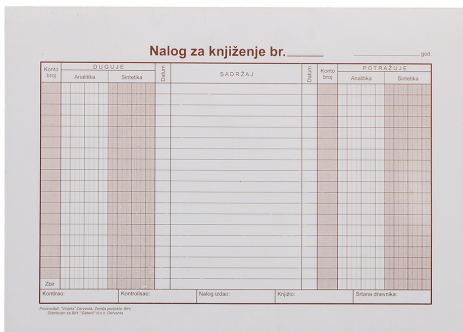 Nalog za knjiženje br.
god.
Konto broj
DUGUJE
Analitika
Sintetika
Datum
SADRŽAJ
Datum
Konto broj
POTRAŽUJE
Analitika
Sintetika
Zbir
Kontirao:
Kontrolisao:
Nalog izdao:
Knjižio:
Strana dnevnika: